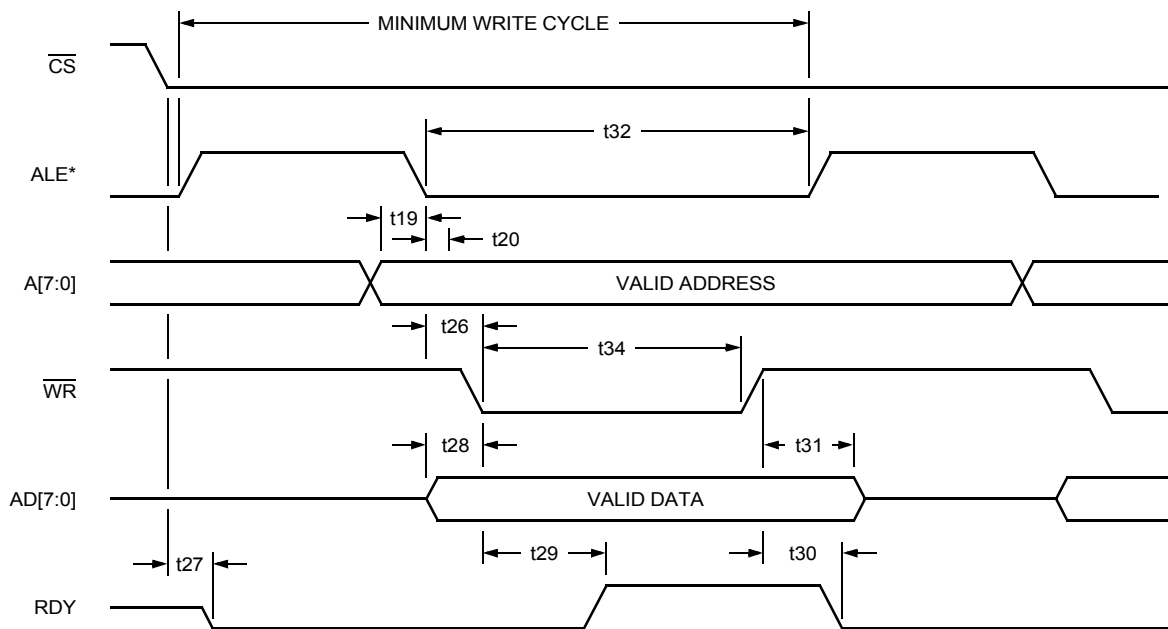 MINIMUM WRITE CYCLE
CS
t32
ALE*
t19
t20
A[7:0]
VALID ADDRESS
t26
t34
WR
t28
t31
AD[7:0]
VALID DATA
t29
t30
t27
RDY